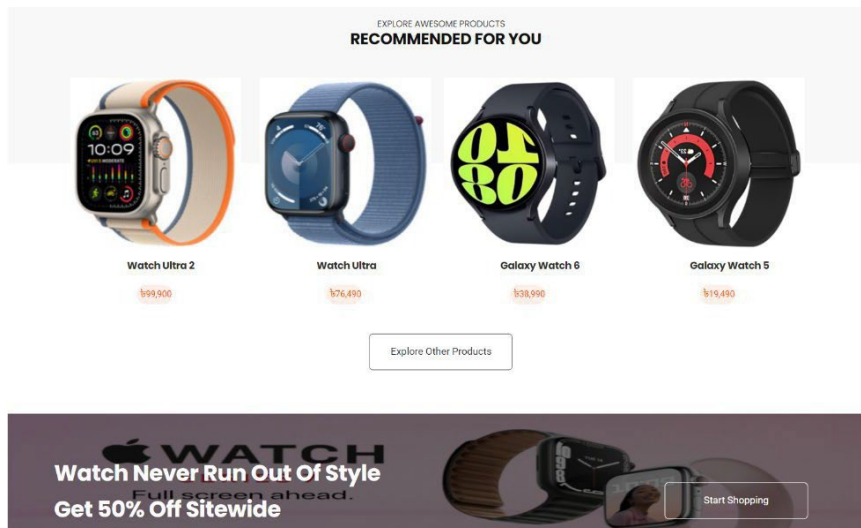 EXPLORE AWESOME PRODUCTS
RECOMMENDED FOR YOU
10:09
Watch Ultra 2
Watch Ultra
Galaxy Watch 6
Galaxy Watch 5
৳99,900
৳76,490
৳38,990
৳19,490
Explore Other Products
WATCH
Watch Never Run Out Of Style
Full screen ahead.
Get 50% Off Sitewide
Start Shopping